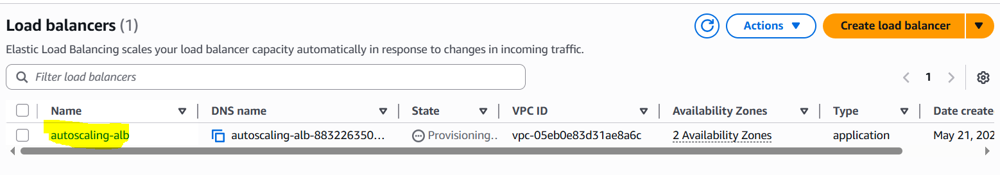 Load balancers (1)
Actions
Create load balancer
Elastic Load Balancing scales your load balancer capacity automatically in response to changes in incoming traffic.
Filter load balancers
1
Name DNS name State VPC ID Availability Zones Type Date create
autoscaling-alb autoscaling-alb-883226350... Provisioning.. vpc-05eb0e83d31ae8a6c 2 Availability Zones application May 21, 202